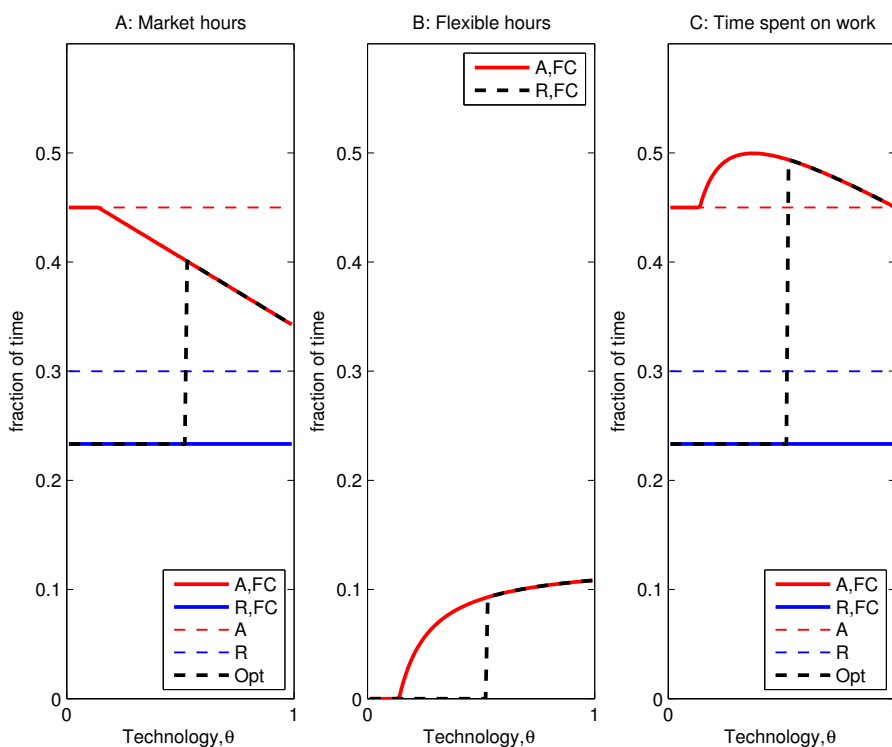 A: Market hours
B: Flexible hours
C: Time spent on work
fraction of time
0.5
0.4
0.3
0.2
0.1
0
A,FC
R,FC
A
R
Opt
0
1
Technology,θ
fraction of time
0.5
0.4
0.3
0.2
0.1
0
A,FC
R,FC
0
1
Technology,θ
fraction of time
0.5
0.4
0.3
0.2
0.1
0
A,FC
R,FC
A
R
Opt
0
Technology,θ